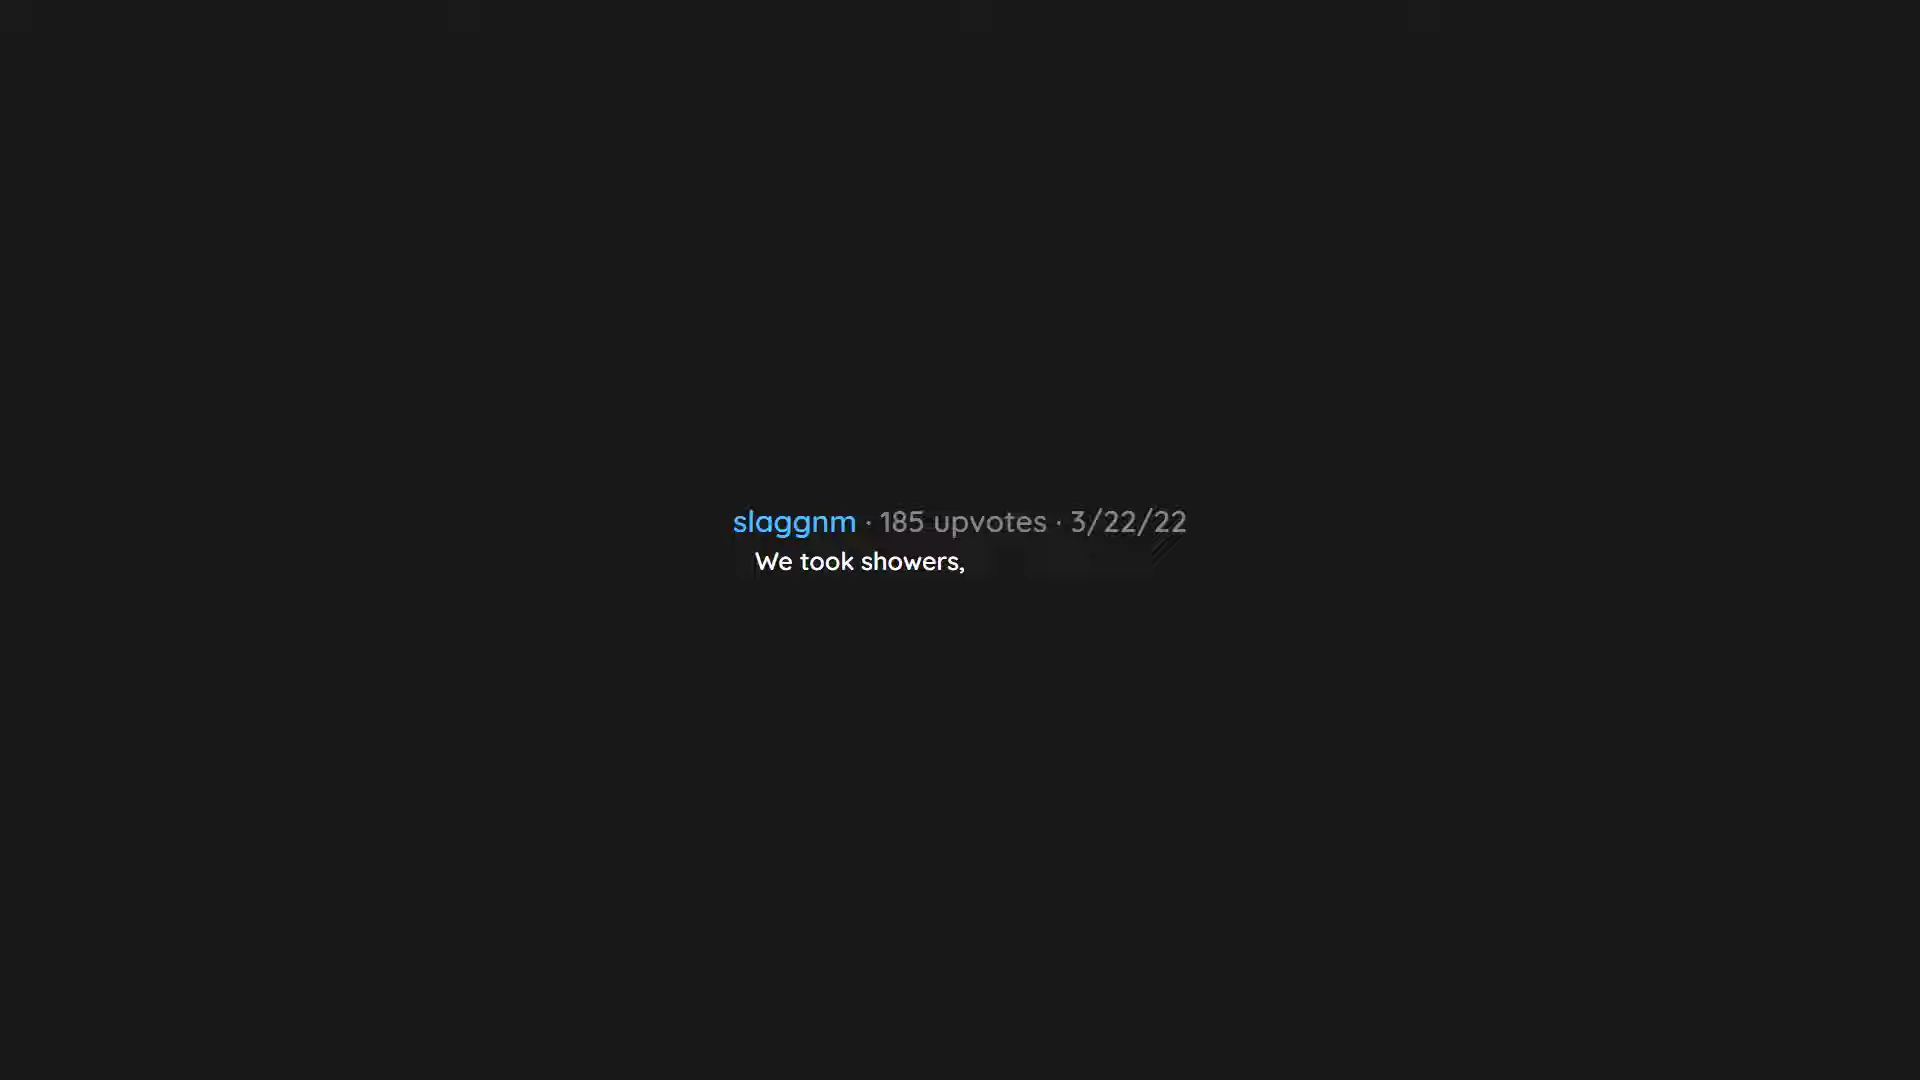 slaggnm · 185 upvotes · 3/22/22
We took showers,